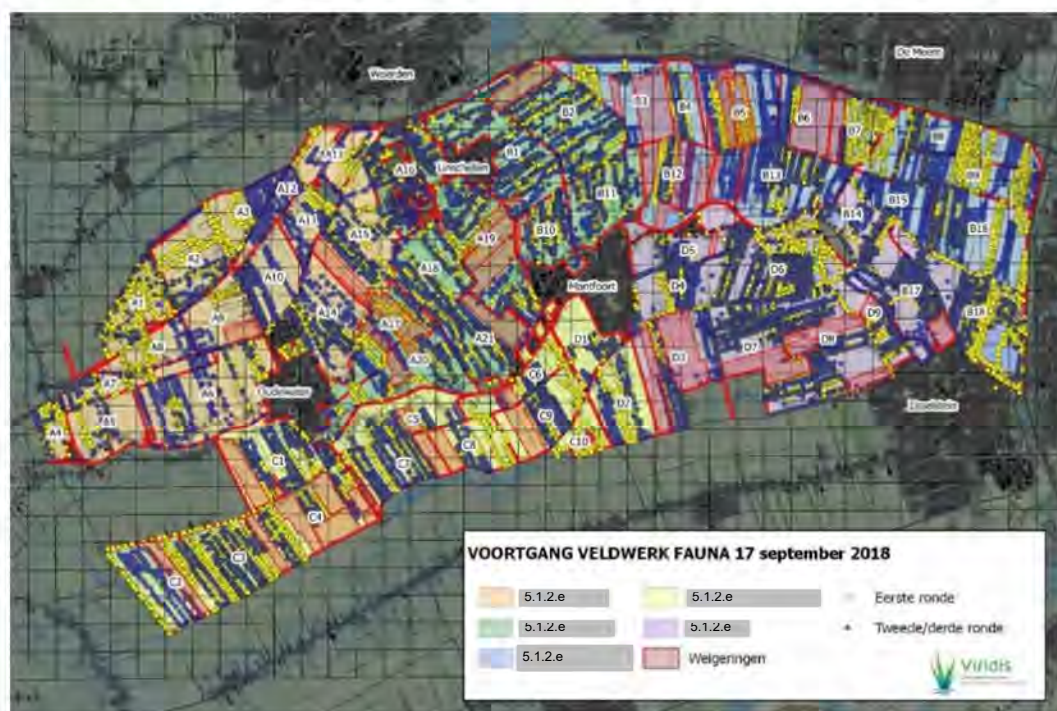 Woerden
De Meern
B3
B4
B5
B6
B7
B8
B9
B2
B1
Linschoten
A16
A12
A3
A2
A1
A10
A18
A19
B10
B11
B12
B13
B14
B15
B16
B17
B18
Montfoort
D5
D4
D6
D9
D8
D7
D3
D1
D2
A14
A17
A20
A21
A9
A8
A7
A6
A4
Oudewater
IJsselstein
C6
C5
C9
C8
C10
C7
C1
C4
C3
C2
VOORTGANG VELDWERK FAUNA 17 september 2018
5.1.2.e
5.1.2.e
Eerste ronde
5.1.2.e
5.1.2.e
Tweede/derde ronde
5.1.2.e
Weigeringen
Viridis